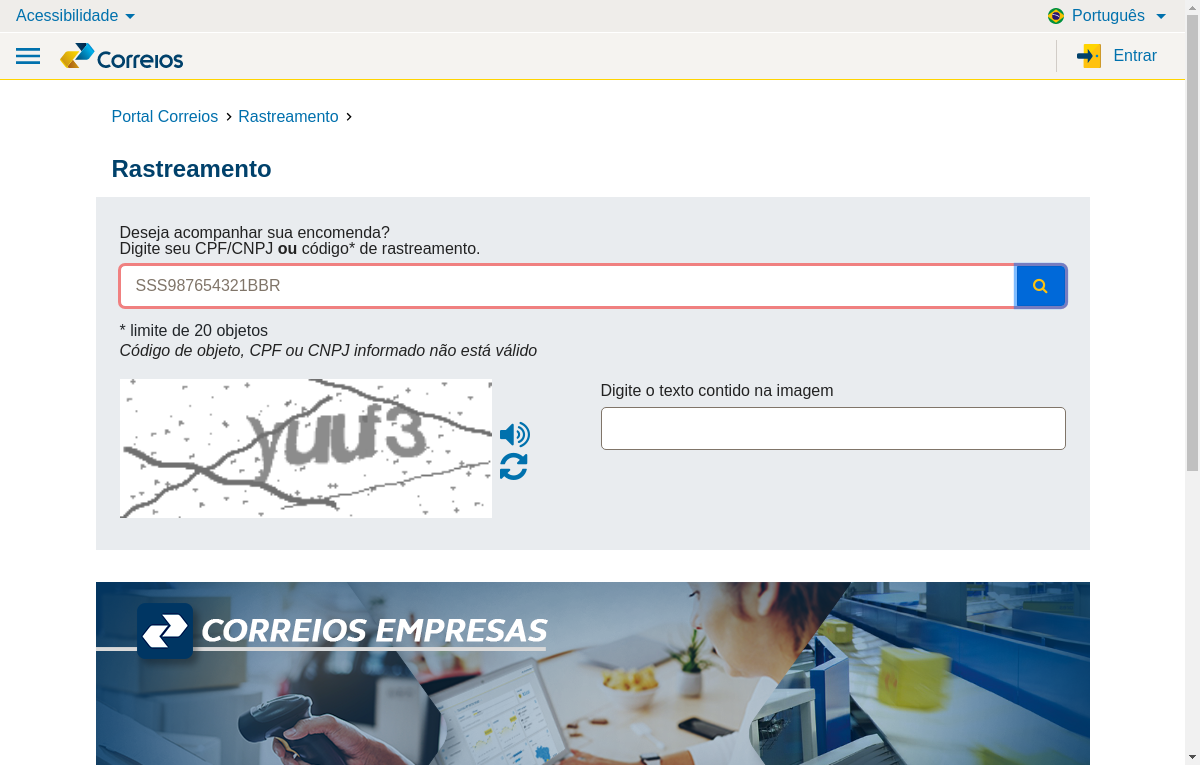 Acessibilidade
Português
Correios
Entrar
Portal Correios
Rastreamento
Rastreamento
Deseja acompanhar sua encomenda?
Digite seu CPF/CNPJ ou código* de rastreamento.
SSS987654321BBR
* limite de 20 objetos
Código de objeto, CPF ou CNPJ informado não está válido
yuuf3
Digite o texto contido na imagem
CORREIOS EMPRESAS